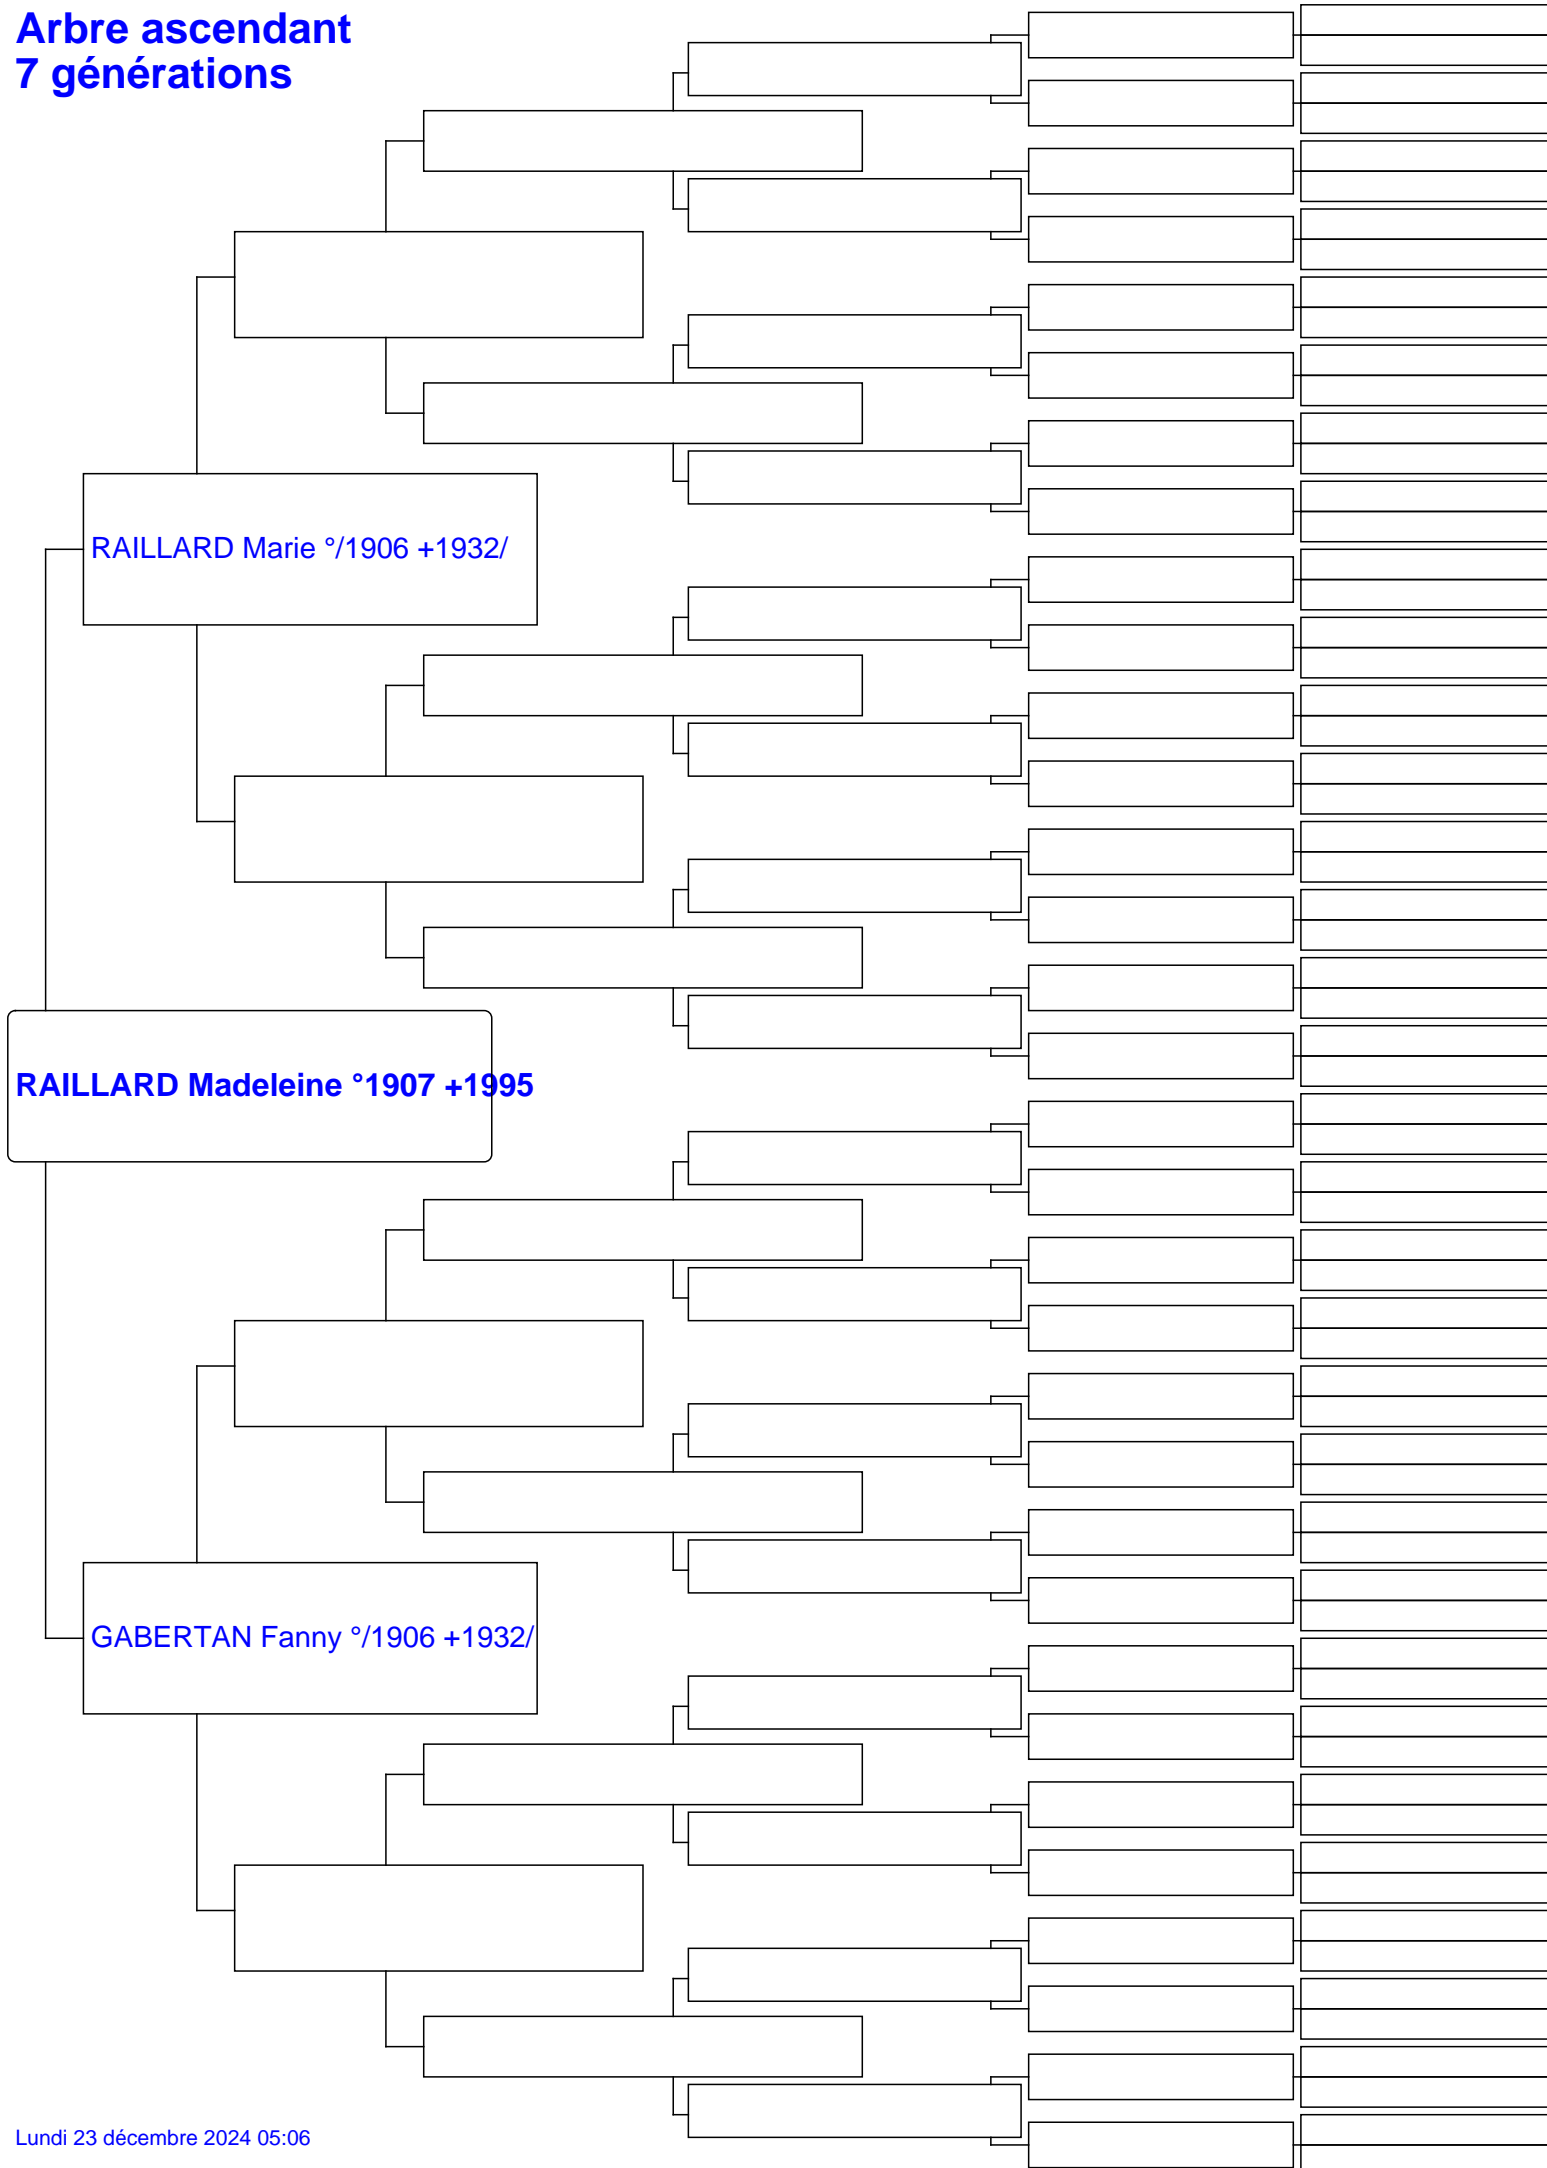 Arbre ascendant
7 générations
RAILLARD Marie °/1906 +1932/
RAILLARD Madeleine °1907 +1995
GABERTAN Fanny °/1906 +1932/
Lundi 23 décembre 2024 05:06